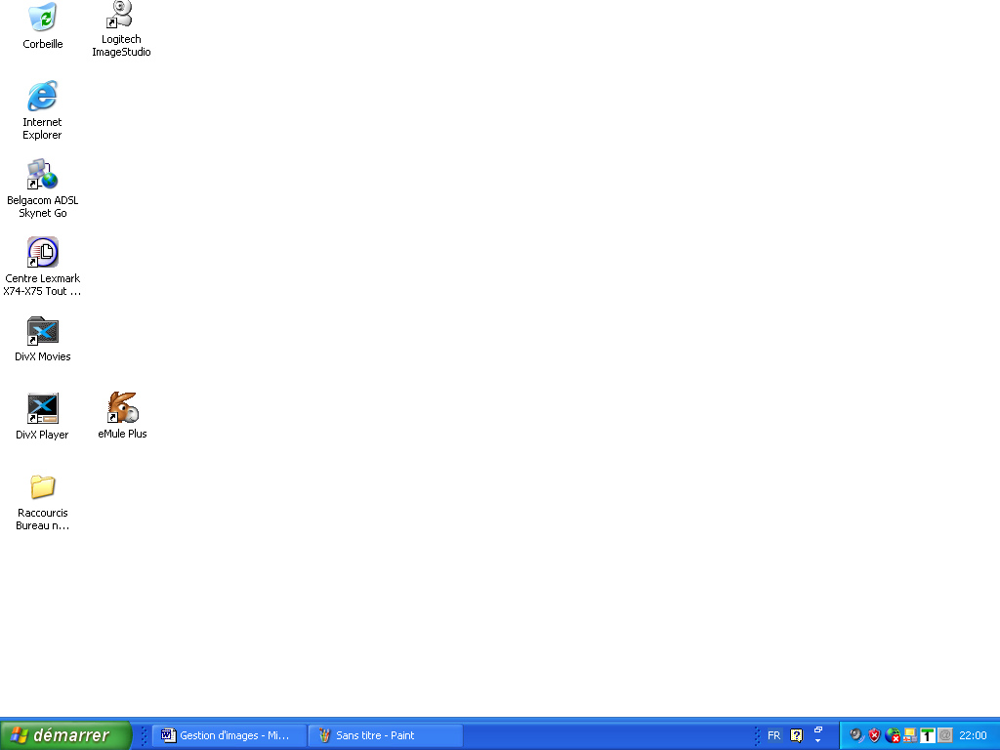 Corbeille
Logitech
ImageStudio
Internet
Explorer
Belgacom ADSL
Skynet Go
Centre Lexmark
X74-X75 Tout ...
DivX Movies
DivX Player
eMule Plus
Raccourcis
Bureau n...
démarrer
Gestion d'images - Mi...
Sans titre - Paint
FR
22:00